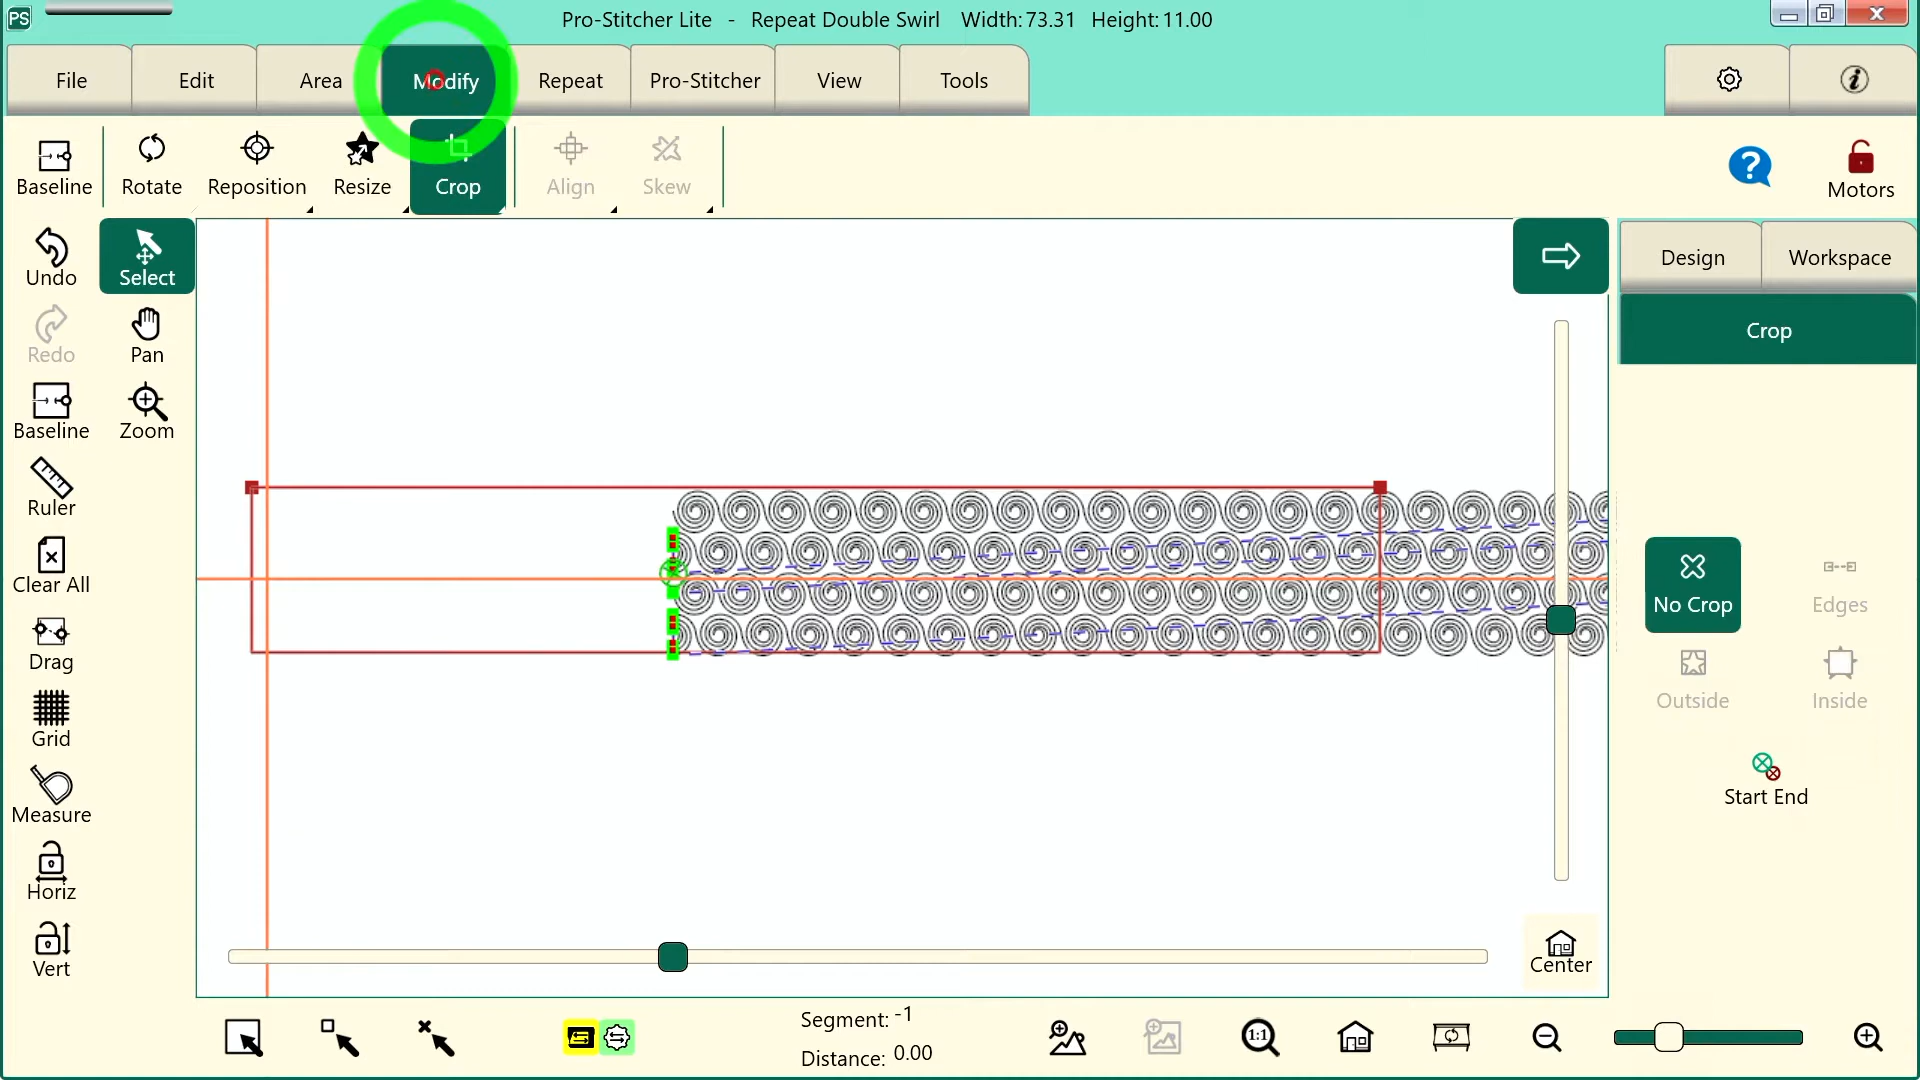 PS
Pro-Stitcher Lite - Repeat Double Swirl Width: 73.31 Height: 11.00
File Edit Area Modify Repeat Pro-Stitcher View Tools
Baseline Rotate Reposition Resize Crop Align Skew Motors
Undo Select
Redo Pan
Baseline Zoom
Ruler
Clear All
Drag
Grid
Measure
Horiz
Vert
Design Workspace
Crop
No Crop Edges
Outside Inside
Start End
Center
Segment: -1
Distance: 0.00
1:1